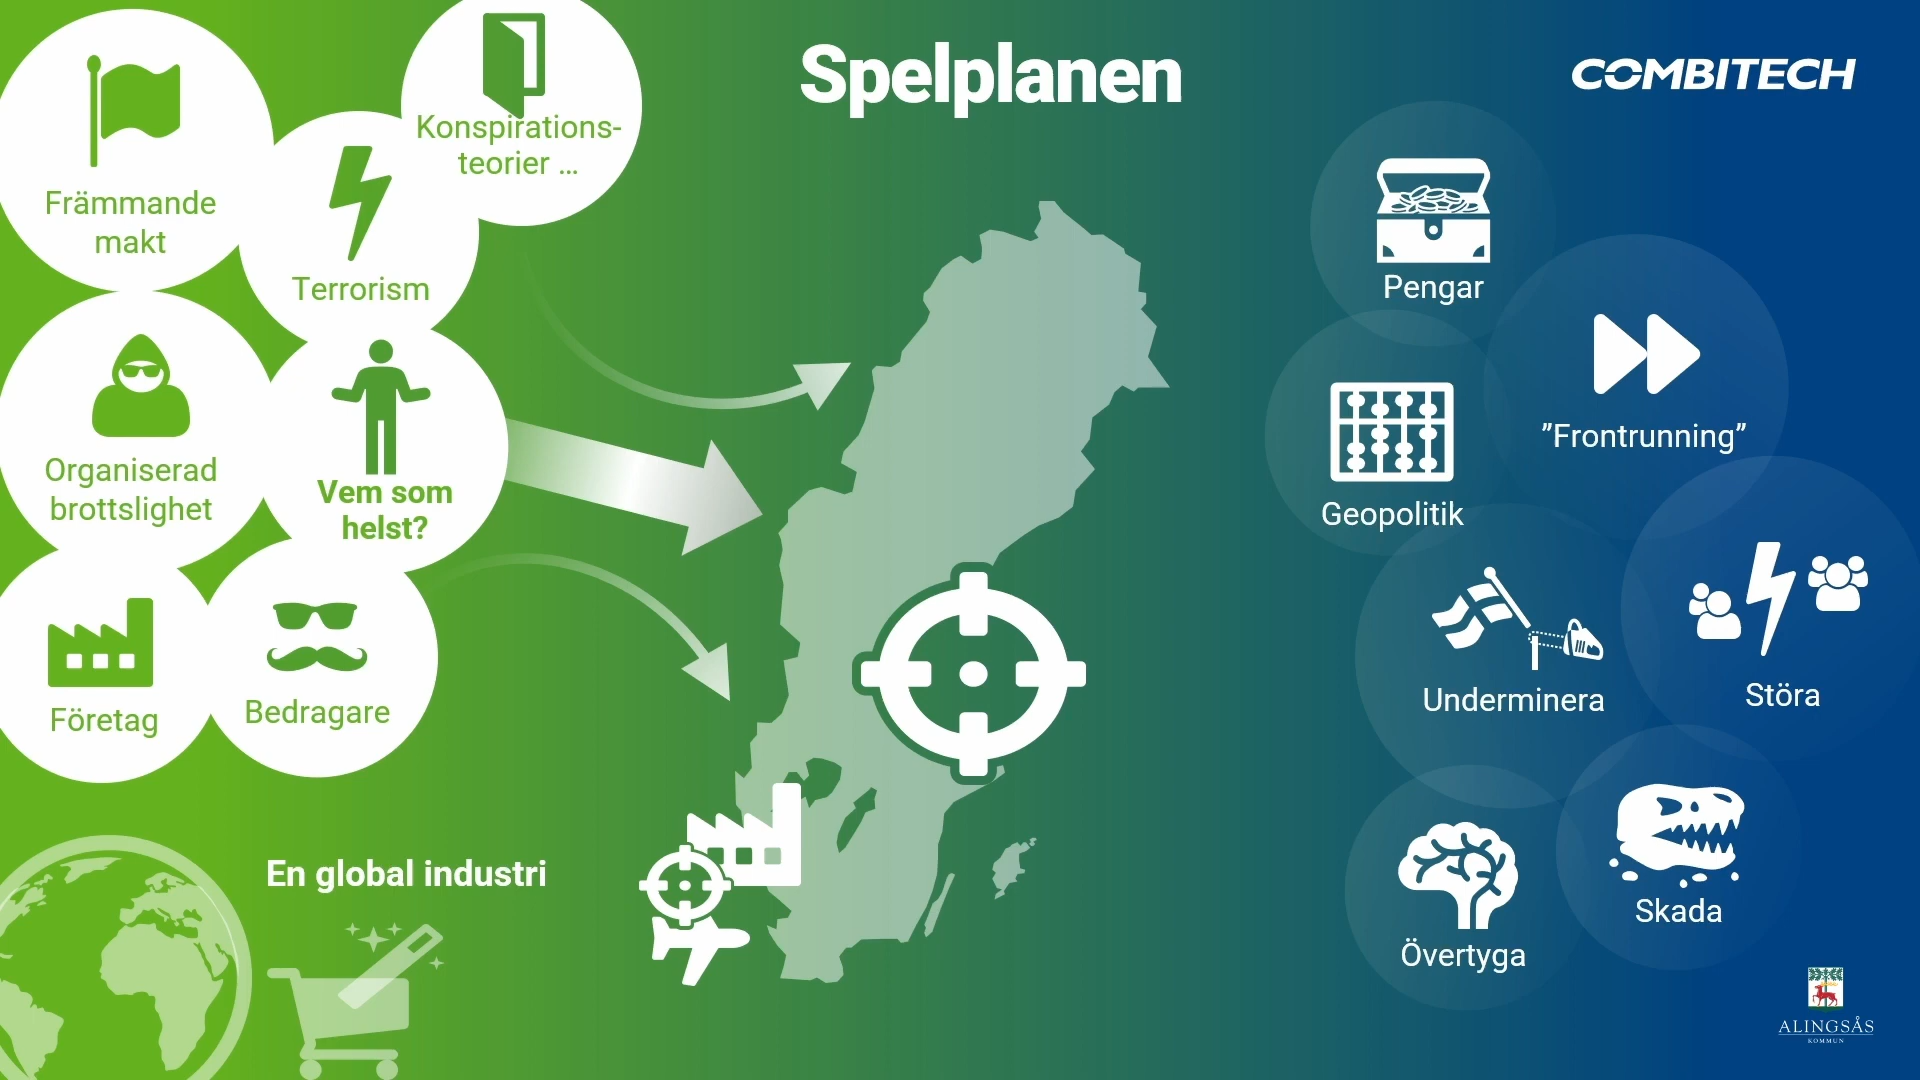 Spelplanen
COMBITECH
Främmande
makt
Terrorism
Konspirations-
teorier ...
Organiserad
brottslighet
Vem som
helst?
Företag
Bedragare
En global industri
Pengar
”Frontrunning”
Geopolitik
Underminera
Störa
Övertyga
Skada
ALINGSÅS
KOMMUN